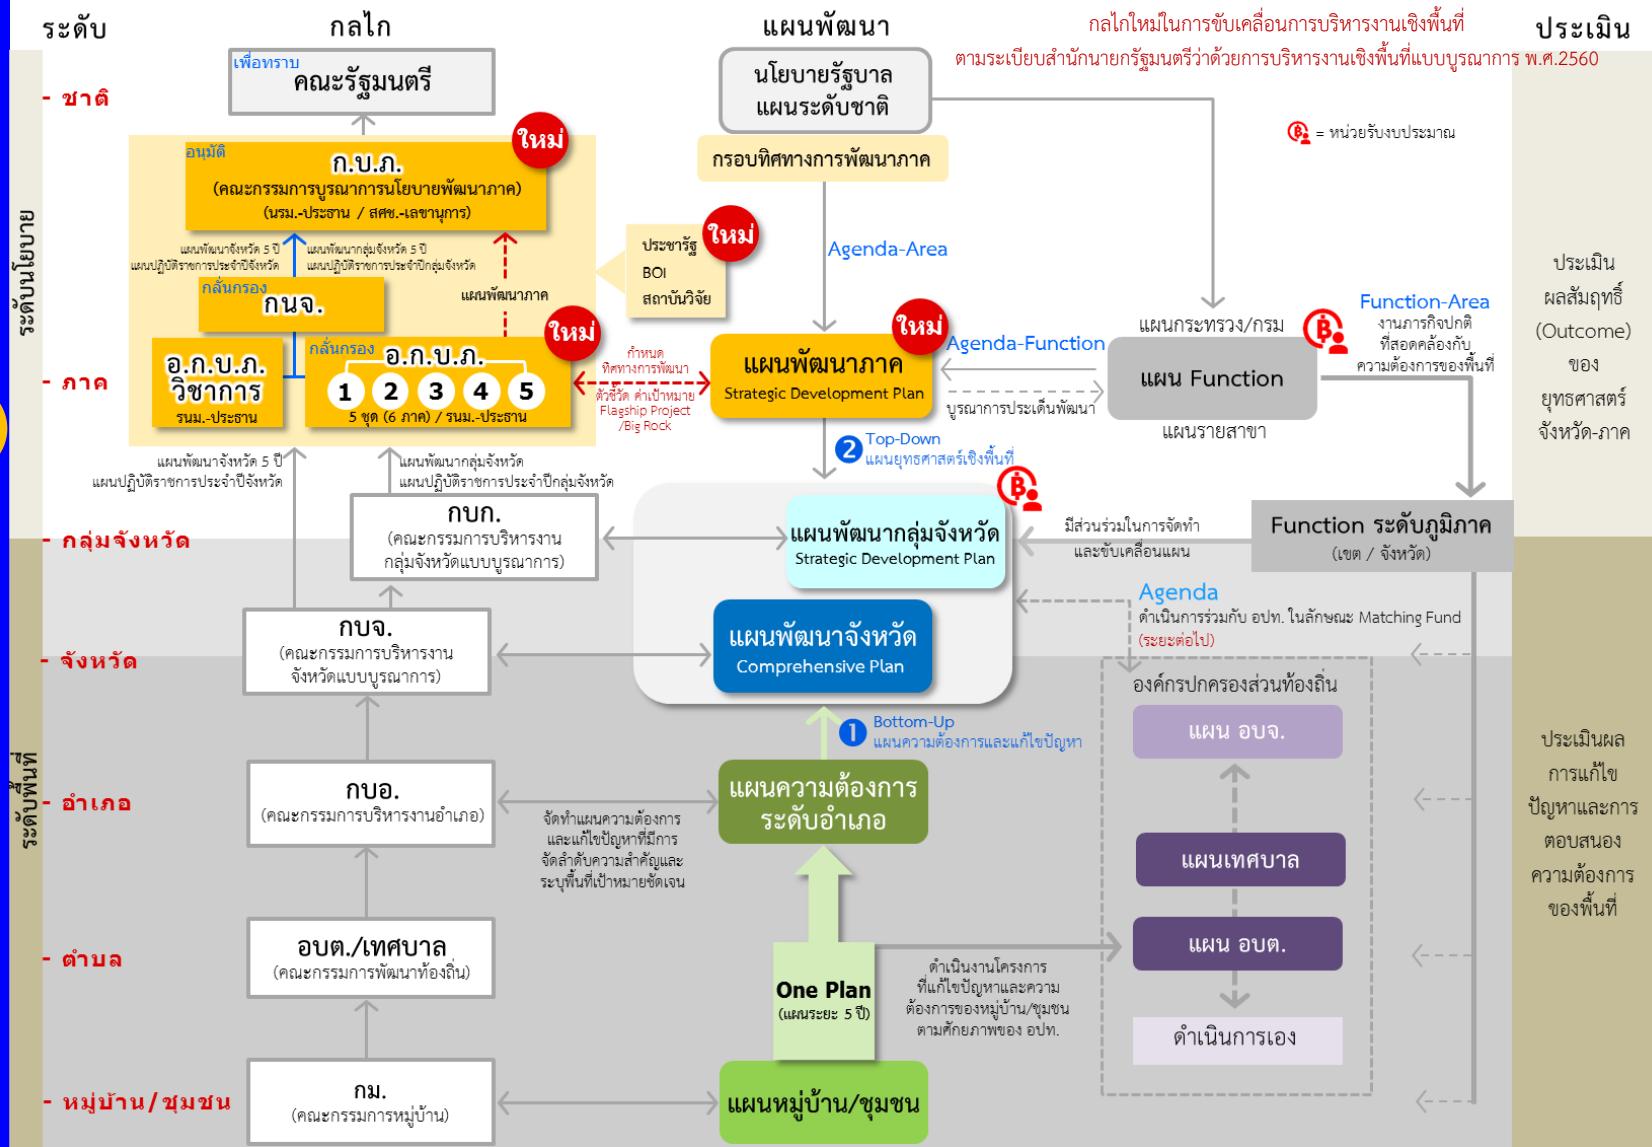 ระดับ
กลไก
แผนพัฒนา
กลไกใหม่ในการขับเคลื่อนการบริหารงานเชิงพื้นที่
ตามระเบียบสำนักนายกรัฐมนตรีว่าด้วยการบริหารงานเชิงพื้นที่แบบบูรณาการ พ.ศ.2560
ประเมิน
ระดับนโยบาย
ระดับพื้นที่
- ชาติ
- ภาค
- กลุ่มจังหวัด
- จังหวัด
- อำเภอ
- ตำบล
- หมู่บ้าน/ชุมชน
เพื่อทราบ
คณะรัฐมนตรี
อนุมัติ
ก.บ.ภ.
(คณะกรรมการบูรณาการนโยบายพัฒนาภาค)
(นรม.-ประธาน / สศช.-เลขานุการ)
ใหม่
แผนพัฒนาจังหวัด 5 ปี
แผนปฏิบัติราชการประจำปีจังหวัด
แผนพัฒนากลุ่มจังหวัด 5 ปี
แผนปฏิบัติราชการประจำปีกลุ่มจังหวัด
แผนพัฒนาภาค
กลั่นกรอง
กนจ.
อ.ก.บ.ภ.
วิชาการ
รนม.-ประธาน
กลั่นกรอง
อ.ก.บ.ภ.
1 2 3 4 5
5 ชุด (6 ภาค) / รนม.-ประธาน
ใหม่
ประชารัฐ
BOI
สถาบันวิจัย
ใหม่
แผนพัฒนาจังหวัด 5 ปี
แผนปฏิบัติราชการประจำปีจังหวัด
แผนพัฒนากลุ่มจังหวัด
แผนปฏิบัติราชการประจำปีกลุ่มจังหวัด
กบก.
(คณะกรรมการบริหารงาน
กลุ่มจังหวัดแบบบูรณาการ)
กบจ.
(คณะกรรมการบริหารงาน
จังหวัดแบบบูรณาการ)
กบอ.
(คณะกรรมการบริหารงานอำเภอ)
อบต./เทศบาล
(คณะกรรมการพัฒนาท้องถิ่น)
กม.
(คณะกรรมการหมู่บ้าน)
กำหนด
ทิศทางการพัฒนา
ตัวชี้วัด ค่าเป้าหมาย
Flagship Project
/Big Rock
จัดทำแผนความต้องการ
และแก้ไขปัญหาที่มีการ
จัดลำดับความสำคัญและ
ระบุพื้นที่เป้าหมายชัดเจน
นโยบายรัฐบาล
แผนระดับชาติ
กรอบทิศทางการพัฒนาภาค
Agenda-Area
ใหม่
แผนพัฒนาภาค
Strategic Development Plan
2 Top-Down
แผนยุทธศาสตร์เชิงพื้นที่
แผนพัฒนากลุ่มจังหวัด
Strategic Development Plan
แผนพัฒนาจังหวัด
Comprehensive Plan
1 Bottom-Up
แผนความต้องการและแก้ไขปัญหา
แผนความต้องการ
ระดับอำเภอ
One Plan
(แผนระยะ 5 ปี)
แผนหมู่บ้าน/ชุมชน
ดำเนินงานโครงการ
ที่แก้ไขปัญหาและความ
ต้องการของหมู่บ้าน/ชุมชน
ตามศักยภาพของ อปท.
฿ = หน่วยรับงบประมาณ
Agenda-Function
บูรณาการประเด็นพัฒนา
แผนกระทรวง/กรม
฿
แผน Function
แผนรายสาขา
Function-Area
งานภารกิจปกติ
ที่สอดคล้องกับ
ความต้องการของพื้นที่
฿
มีส่วนร่วมในการจัดทำ
และขับเคลื่อนแผน
Function ระดับภูมิภาค
(เขต / จังหวัด)
Agenda
ดำเนินการร่วมกับ อปท. ในลักษณะ Matching Fund
(ระยะต่อไป)
องค์กรปกครองส่วนท้องถิ่น
แผน อบจ.
แผนเทศบาล
แผน อบต.
ดำเนินการเอง
ประเมิน
ผลสัมฤทธิ์
(Outcome)
ของ
ยุทธศาสตร์
จังหวัด-ภาค
ประเมินผล
การแก้ไข
ปัญหาและการ
ตอบสนอง
ความต้องการ
ของพื้นที่